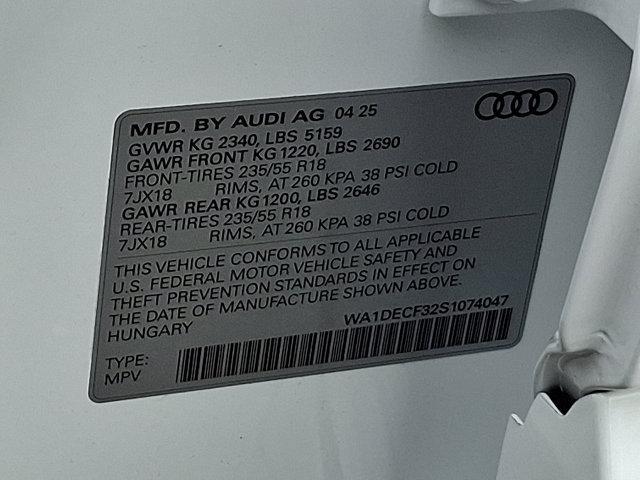 MFD. BY AUDI AG 04 25
GVWR KG 2340, LBS 5159
GAWR FRONT KG 1220, LBS 2690
FRONT-TIRES 235/55 R18
7JX18 RIMS, AT 260 KPA 38 PSI COLD
GAWR REAR KG 1200, LBS 2646
REAR-TIRES 235/55 R18
7JX18 RIMS, AT 260 KPA 38 PSI COLD
THIS VEHICLE CONFORMS TO ALL APPLICABLE
U.S. FEDERAL MOTOR VEHICLE SAFETY AND
THEFT PREVENTION STANDARDS IN EFFECT ON
THE DATE OF MANUFACTURE SHOWN ABOVE.
HUNGARY
WA1DECF32S1074047
TYPE:
MPV